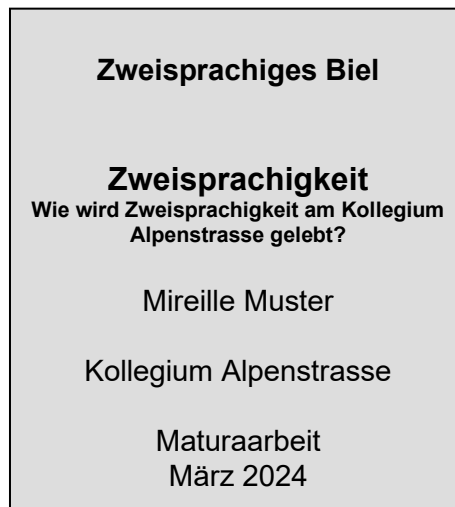 Zweisprachiges Biel
Zweisprachigkeit
Wie wird Zweisprachigkeit am Kollegium
Alpenstrasse gelebt?
Mireille Muster
Kollegium Alpenstrasse
Maturaarbeit
März 2024